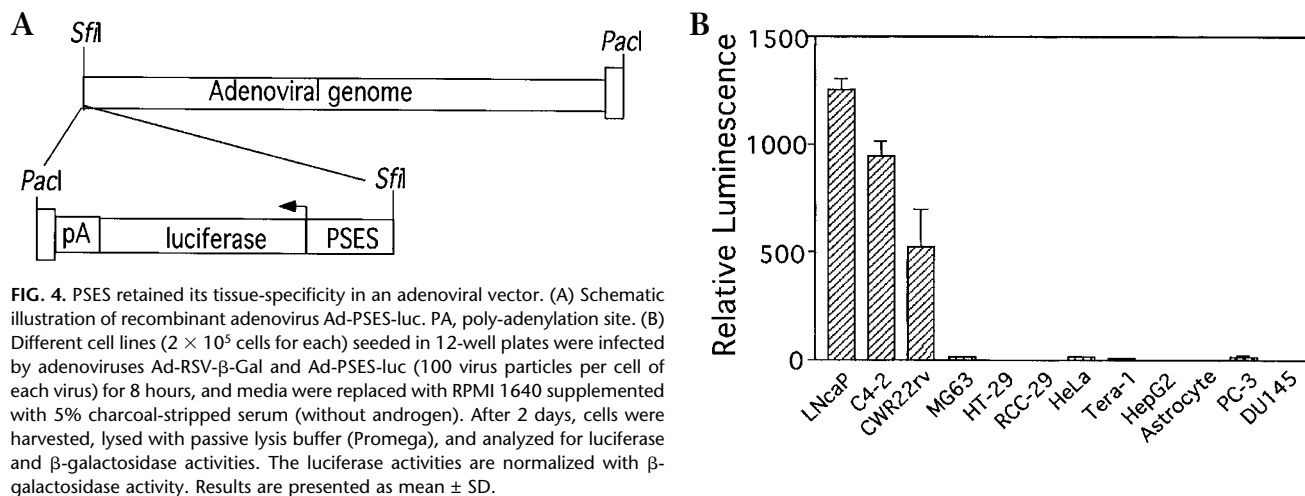 A
SfiI
PacI
Adenoviral genome
PacI
SfiI
pA luciferase PSES
FIG. 4. PSES retained its tissue-specificity in an adenoviral vector. (A) Schematic
illustration of recombinant adenovirus Ad-PSES-luc. PA, poly-adenylation site. (B)
Different cell lines (2 × 10⁵ cells for each) seeded in 12-well plates were infected
by adenoviruses Ad-RSV-β-Gal and Ad-PSES-luc (100 virus particles per cell of
each virus) for 8 hours, and media were replaced with RPMI 1640 supplemented
with 5% charcoal-stripped serum (without androgen). After 2 days, cells were
harvested, lysed with passive lysis buffer (Promega), and analyzed for luciferase
and β-galactosidase activities. The luciferase activities are normalized with β-
galactosidase activity. Results are presented as mean ± SD.
B
Relative Luminescence
1500
1000
500
0
LNcaP
C4-2
CWR22rv
MG63
HT-29
RCC-29
HeLa
Tera-1
HepG2
Astrocyte
PC-3
DU145